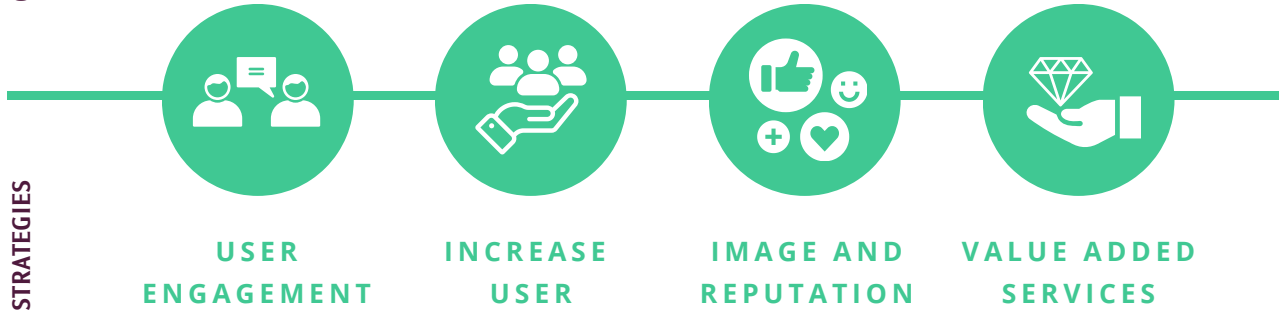 STRATEGIES
USER
ENGAGEMENT
INCREASE
USER
IMAGE AND
REPUTATION
VALUE ADDED
SERVICES